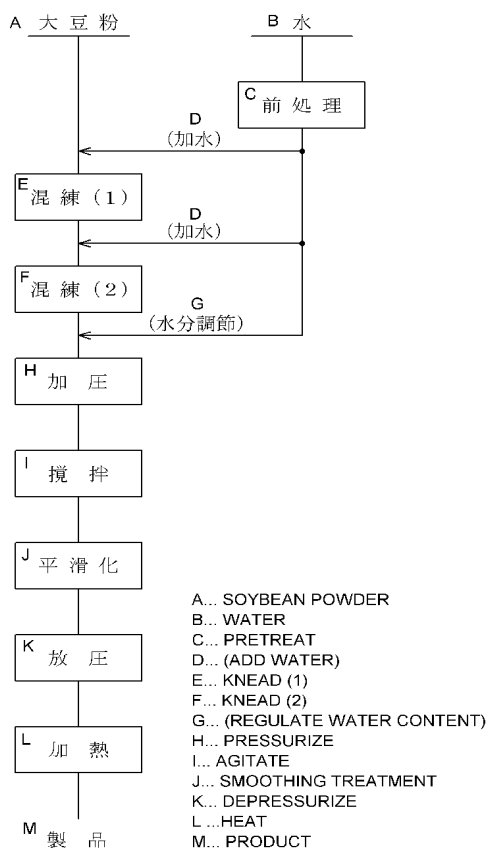 A 大豆粉
B 水
C 前処理
D
(加水)
E 混練(1)
D
(加水)
F 混練(2)
G
(水分調節)
H 加圧
I 撹拌
J 平滑化
K 放圧
L 加熱
M 製品
A... SOYBEAN POWDER
B... WATER
C... PRETREAT
D... (ADD WATER)
E... KNEAD (1)
F... KNEAD (2)
G... (REGULATE WATER CONTENT)
H... PRESSURIZE
I... AGITATE
J... SMOOTHING TREATMENT
K... DEPRESSURIZE
L ...HEAT
M... PRODUCT